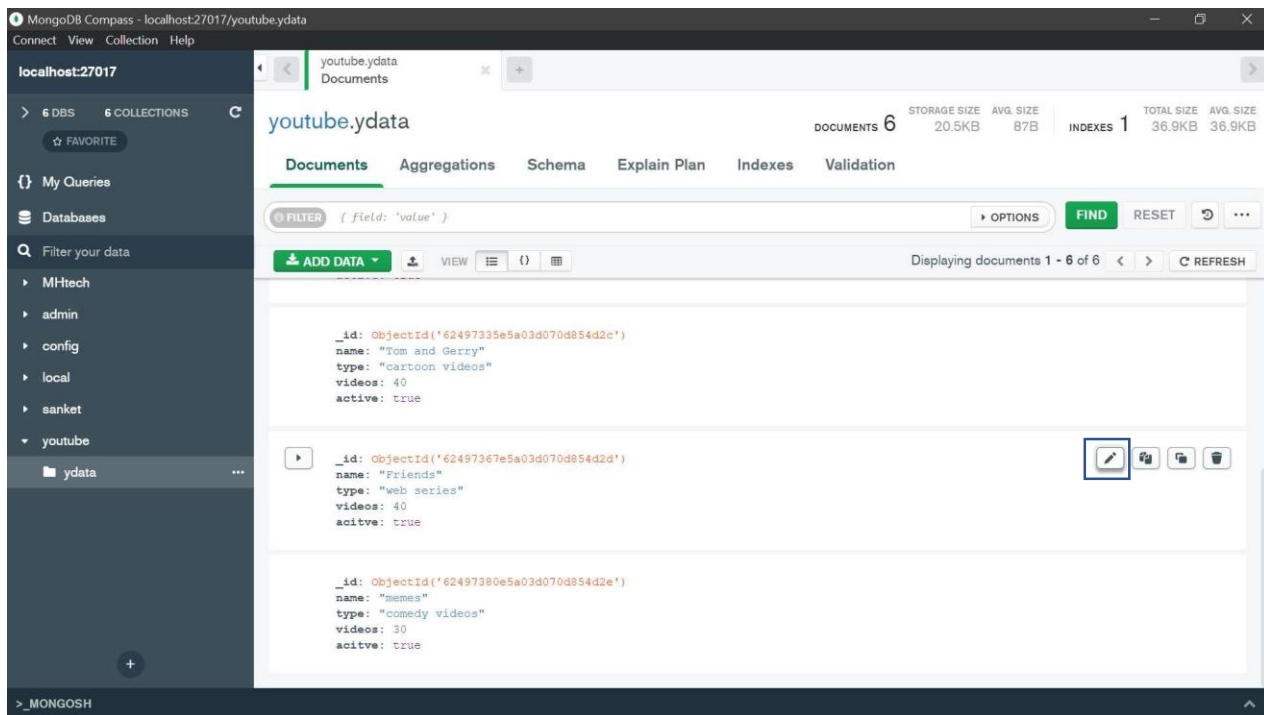 MongoDB Compass - localhost:27017/youtube.ydata
Connect View Collection Help
localhost:27017
6 DBS 6 COLLECTIONS
FAVORITE
{} My Queries
Databases
Filter your data
MHtech
admin
config
local
sanket
youtube
ydata ...
+
youtube.ydata
Documents
+
youtube.ydata
DOCUMENTS 6
STORAGE SIZE AVG. SIZE
20.5KB 87B
INDEXES 1
TOTAL SIZE AVG. SIZE
36.9KB 36.9KB
Documents Aggregations Schema Explain Plan Indexes Validation
FILTER { field: 'value' } OPTIONS FIND RESET ...
ADD DATA VIEW {} Displaying documents 1 - 6 of 6 < > REFRESH
_id: ObjectId('62497335e5a03d070d854d2c')
name: "Tom and Gerry"
type: "cartoon videos"
videos: 40
active: true
_id: ObjectId('62497367e5a03d070d854d2d')
name: "Friends"
type: "web series"
videos: 40
acitve: true
_id: ObjectId('62497380e5a03d070d854d2e')
name: "memes"
type: "comedy videos"
videos: 30
acitve: true
>_MONGOSH